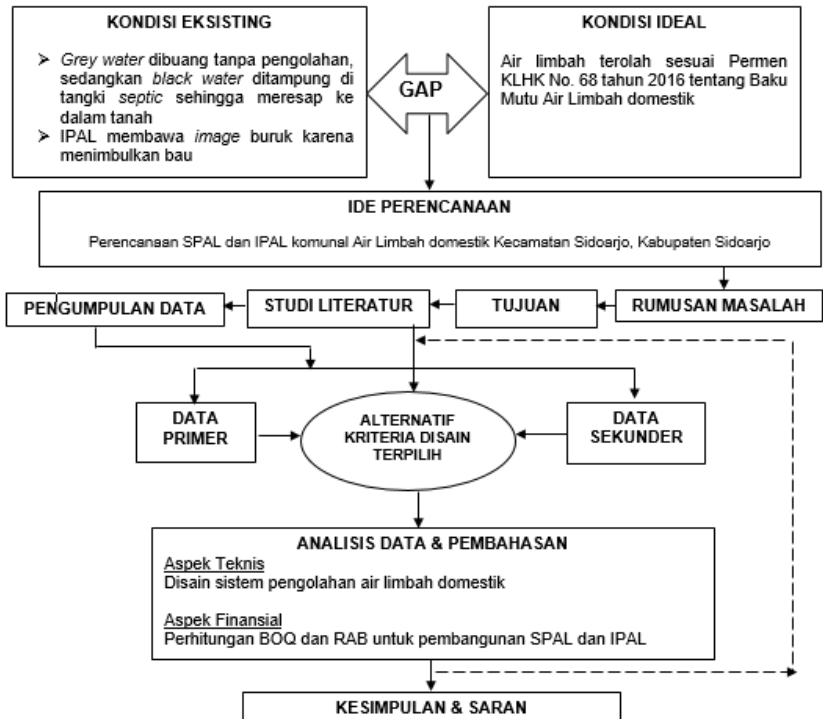 KONDISI EKSISTING
➢ Grey water dibuang tanpa pengolahan,
sedangkan black water ditampung di
tangki septic sehingga meresap ke
dalam tanah
➢ IPAL membawa image buruk karena
menimbulkan bau
GAP
KONDISI IDEAL
Air limbah terolah sesuai Permen
KLHK No. 68 tahun 2016 tentang Baku
Mutu Air Limbah domestik
IDE PERENCANAAN
Perencanaan SPAL dan IPAL komunal Air Limbah domestik Kecamatan Sidoarjo, Kabupaten Sidoarjo
PENGUMPULAN DATA
STUDI LITERATUR
TUJUAN
RUMUSAN MASALAH
DATA
PRIMER
ALTERNATIF
KRITERIA DISAIN
TERPILIH
DATA
SEKUNDER
ANALISIS DATA & PEMBAHASAN
Aspek Teknis
Disain sistem pengolahan air limbah domestik
Aspek Finansial
Perhitungan BOQ dan RAB untuk pembangunan SPAL dan IPAL
KESIMPULAN & SARAN